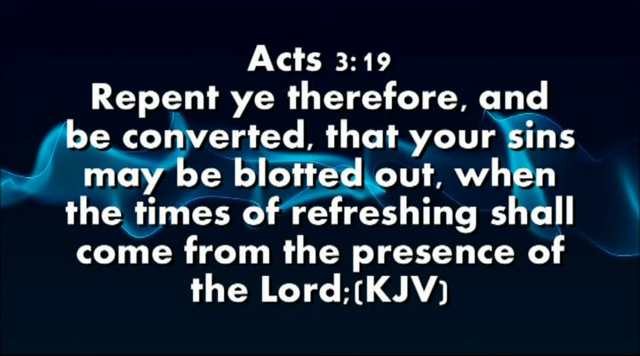 Acts 3:19
Repent ye therefore, and
be converted, that your sins
may be blotted out, when
the times of refreshing shall
come from the presence of
the Lord;(KJV)